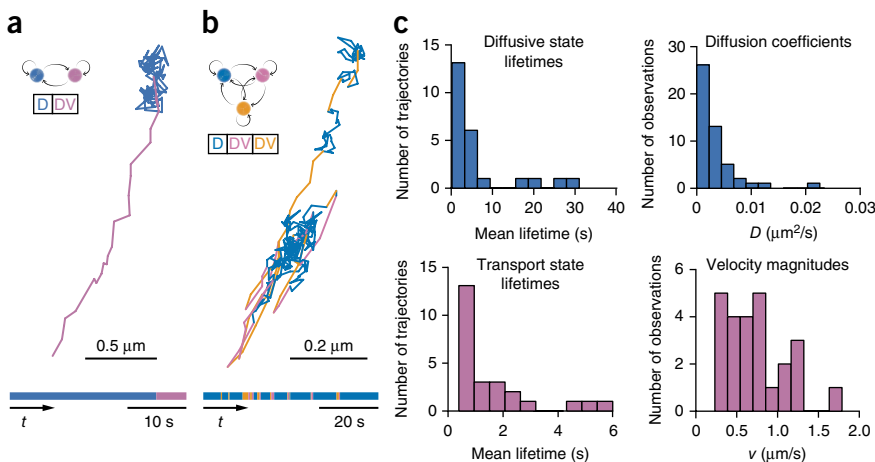 a
D DV
0.5 μm
t
10 s
b
D DV DV
0.2 μm
t
20 s
c
Diffusive state
lifetimes
Number of trajectories
15
10
5
0
0 10 20 30 40
Mean lifetime (s)
Diffusion coefficients
Number of observations
30
20
10
0
0 0.01 0.02 0.03
D (μm²/s)
Transport state
lifetimes
Number of trajectories
15
10
5
0
0 2 4 6
Mean lifetime (s)
Velocity magnitudes
Number of observations
6
4
2
0
0 0.5 1.0 1.5 2.0
v (μm/s)